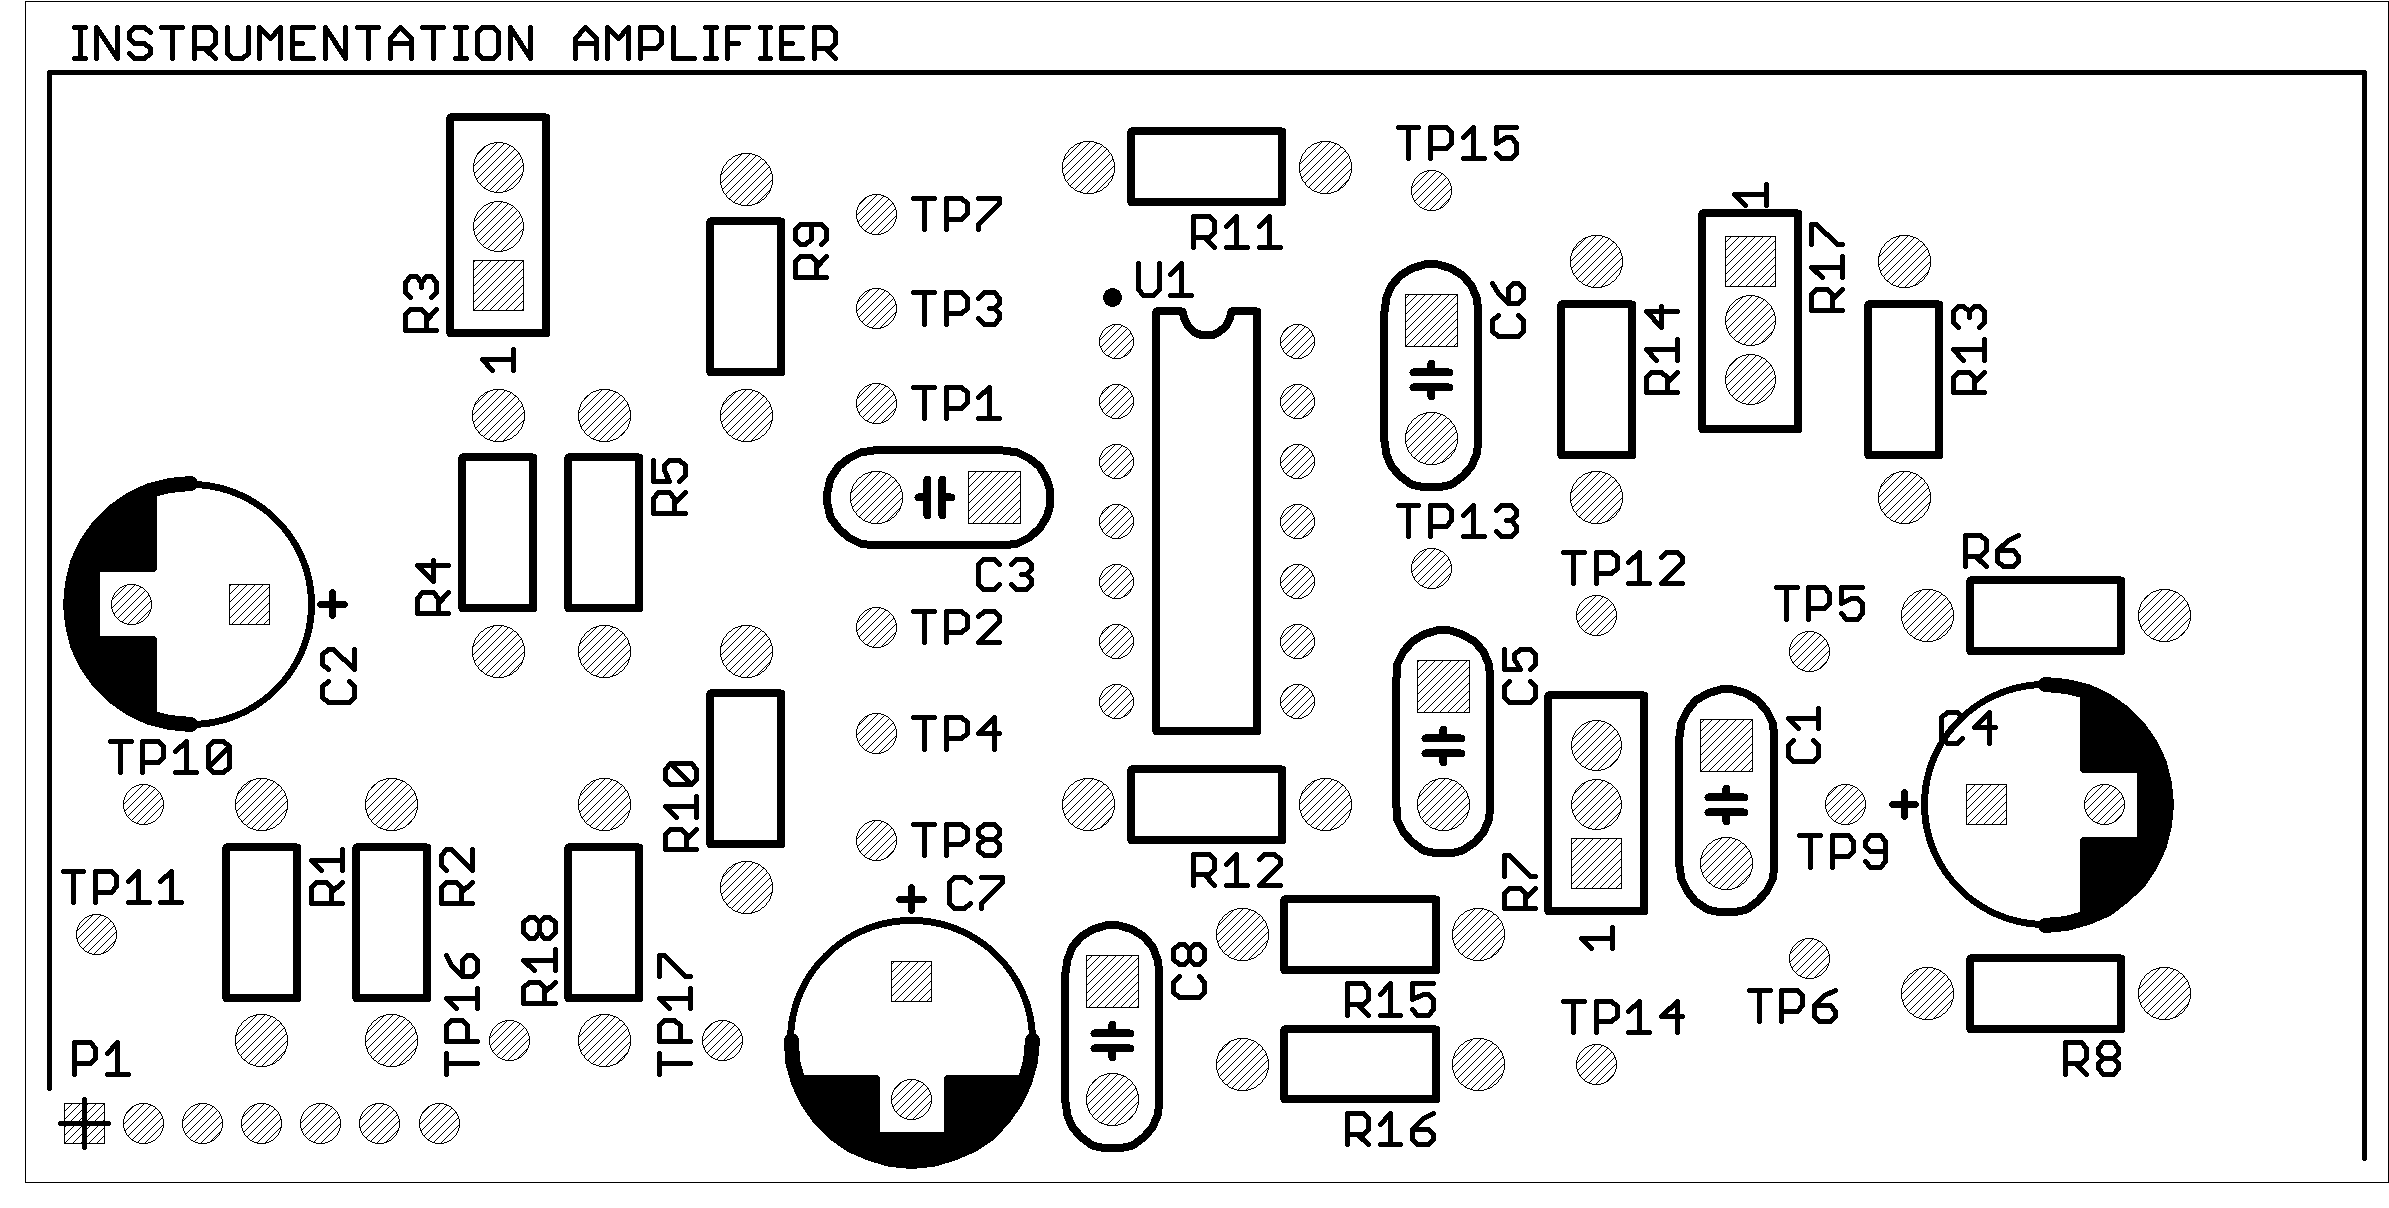 INSTRUMENTATION AMPLIFIER
TP15
1
TP7
R11
R9
R17
U1
R3
TP3
C6
R14
R13
1
TP1
R5
TP13
R6
C3
TP12
R4
TP5
+
TP2
C2
C5
TP10
TP4
C4
C1
R10
+
TP8
TP9
R12
R1
R2
R7
TP11
+
C7
1
R18
C8
TP16
TP17
R15
TP6
TP14
P1
R8
R16